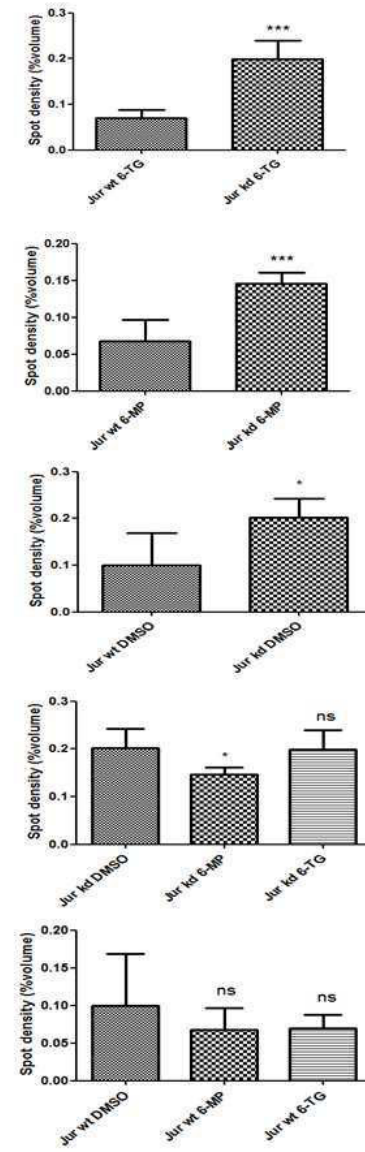 Spot density (%volume)
0.3
0.2
0.1
0.0
***
Jur wt 6-TG
Jur kd 6-TG
Spot density (%volume)
0.20
0.15
0.10
0.05
0.00
***
Jur wt 6-MP
Jur kd 6-MP
Spot density (%volume)
0.3
0.2
0.1
0.0
*
Jur wt DMSO
Jur kd DMSO
Spot density (%volume)
0.3
0.2
0.1
0.0
*
ns
Jur kd DMSO
Jur kd 6-MP
Jur kd 6-TG
Spot density (%volume)
0.20
0.15
0.10
0.05
0.00
ns
ns
Jur wt DMSO
Jur wt 6-MP
Jur wt 6-TG